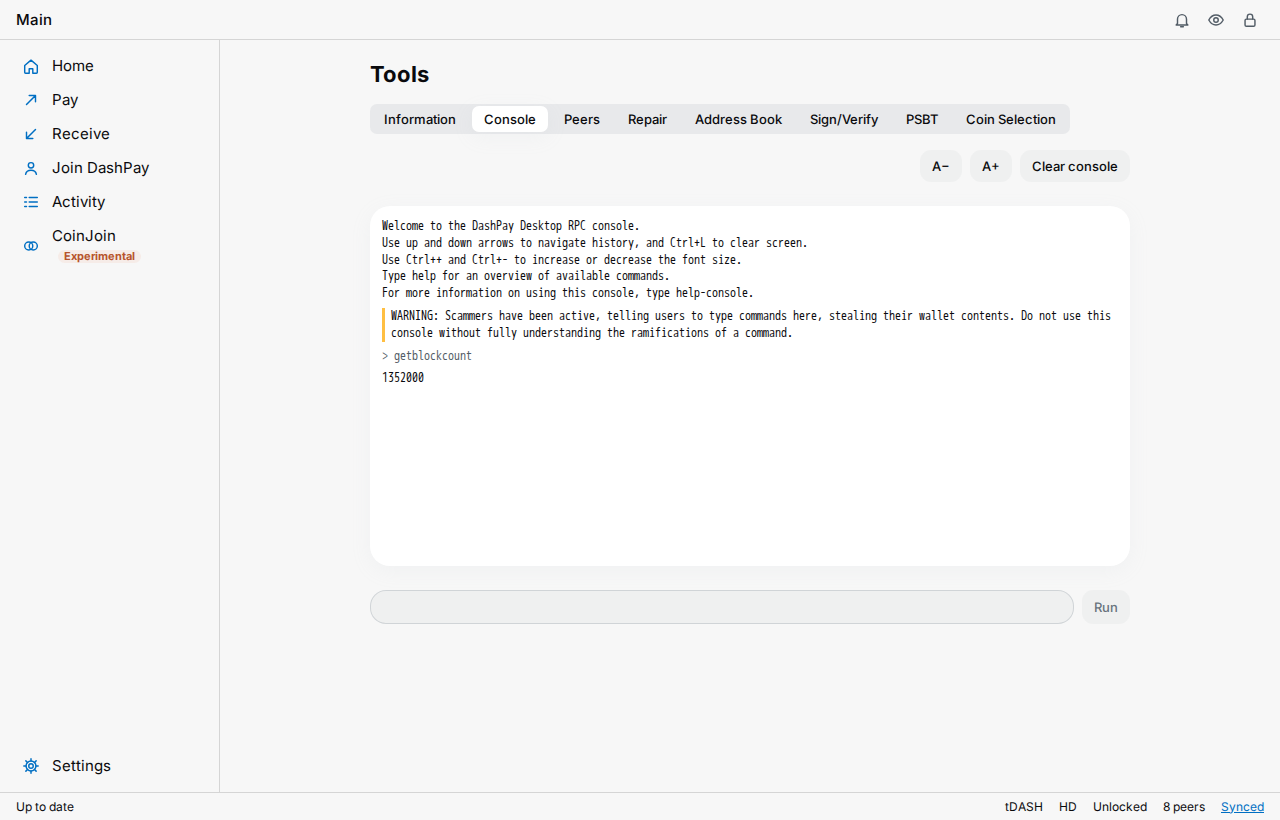 Main
Home
Pay
Receive
Join DashPay
Activity
CoinJoin
Experimental
Settings
Tools
Information Console Peers Repair Address Book Sign/Verify PSBT Coin Selection
A− A+ Clear console
Welcome to the DashPay Desktop RPC console.
Use up and down arrows to navigate history, and Ctrl+L to clear screen.
Use Ctrl++ and Ctrl+- to increase or decrease the font size.
Type help for an overview of available commands.
For more information on using this console, type help-console.
WARNING: Scammers have been active, telling users to type commands here, stealing their wallet contents. Do not use this
console without fully understanding the ramifications of a command.
> getblockcount
1352000
Run
Up to date tDASH HD Unlocked 8 peers Synced